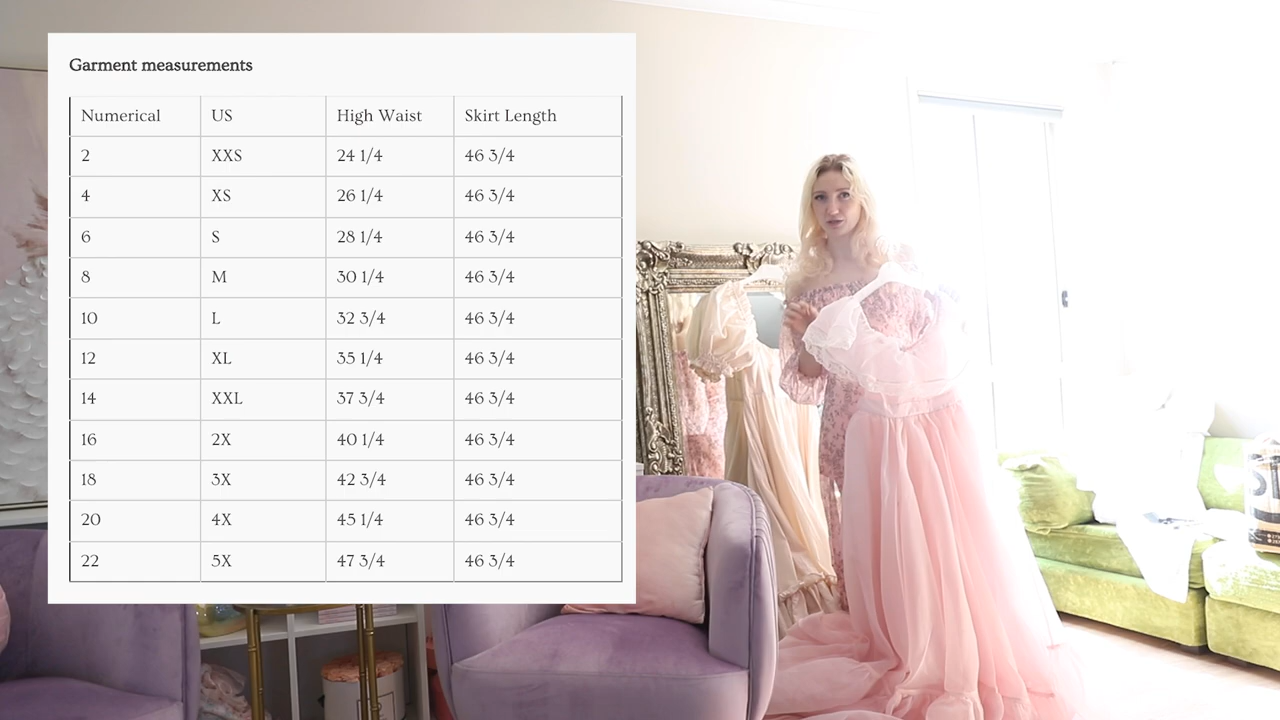 Garment measurements
Numerical US High Waist Skirt Length
2 XXS 24 1/4 46 3/4
4 XS 26 1/4 46 3/4
6 S 28 1/4 46 3/4
8 M 30 1/4 46 3/4
10 L 32 3/4 46 3/4
12 XL 35 1/4 46 3/4
14 XXL 37 3/4 46 3/4
16 2X 40 1/4 46 3/4
18 3X 42 3/4 46 3/4
20 4X 45 1/4 46 3/4
22 5X 47 3/4 46 3/4